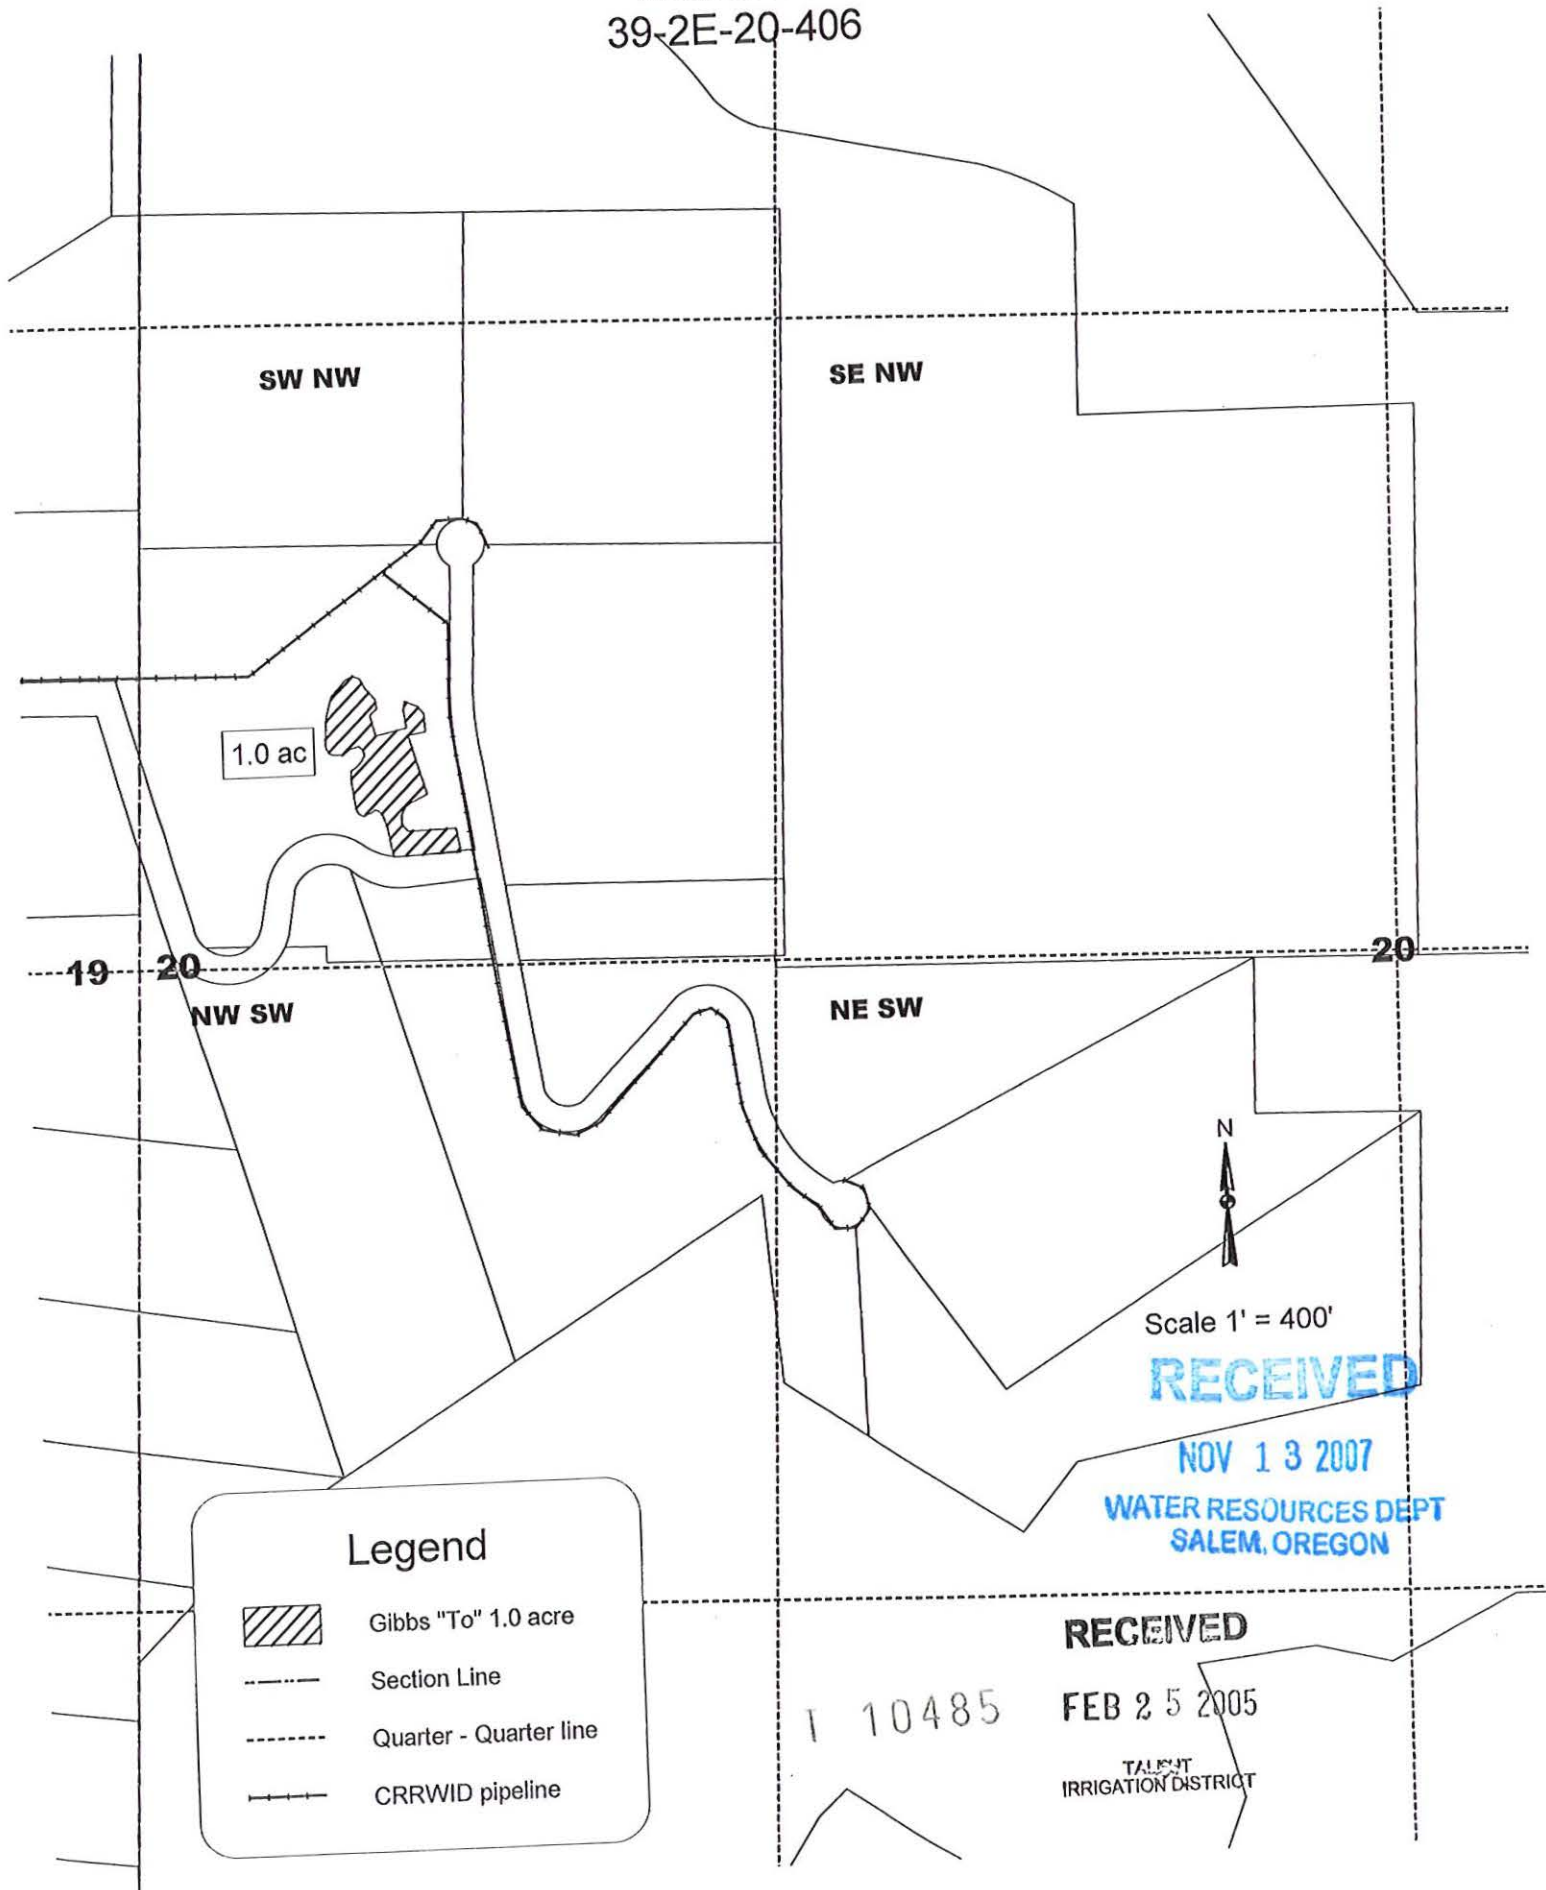 39-2E-20-406
SW NW
SE NW
1.0 ac
19
20
20
NW SW
NE SW
N
Scale 1' = 400'
RECEIVED
NOV 13 2007
WATER RESOURCES DEPT
SALEM, OREGON
Legend
Gibbs "To" 1.0 acre
Section Line
Quarter - Quarter line
CRRWID pipeline
T 10485
RECEIVED
FEB 25 2005
TALENT
IRRIGATION DISTRICT